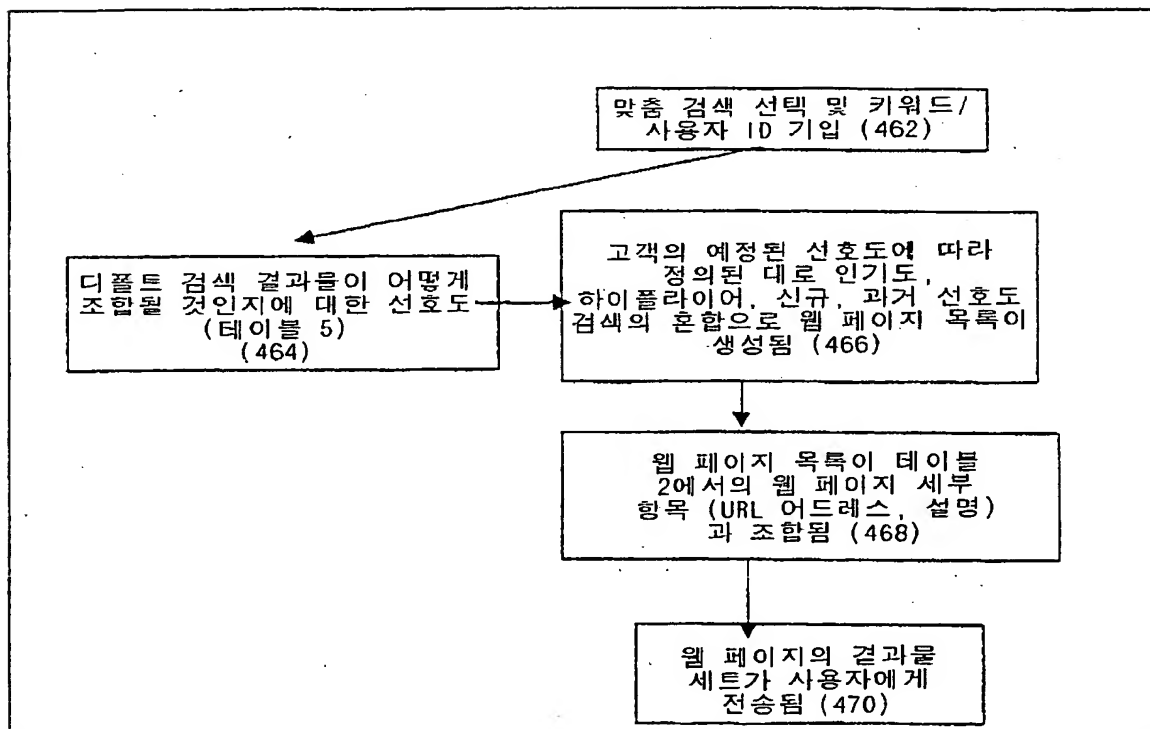 맞춤 검색 선택 및 키워드/
사용자 ID 기입 (462)
디폴트 검색 결과물이 어떻게
조합될 것인지에 대한 선호도
(테이블 5)
(464)
고객의 예정된 선호도에 따라
정의된 대로 인기도,
하이플라이어, 신규, 과거 선호도
검색의 혼합으로 웹 페이지 목록이
생성됨 (466)
웹 페이지 목록이 테이블
2에서의 웹 페이지 세부
항목 (URL 어드레스, 설명)
과 조합됨 (468)
웹 페이지의 결과물
세트가 사용자에게
전송됨 (470)